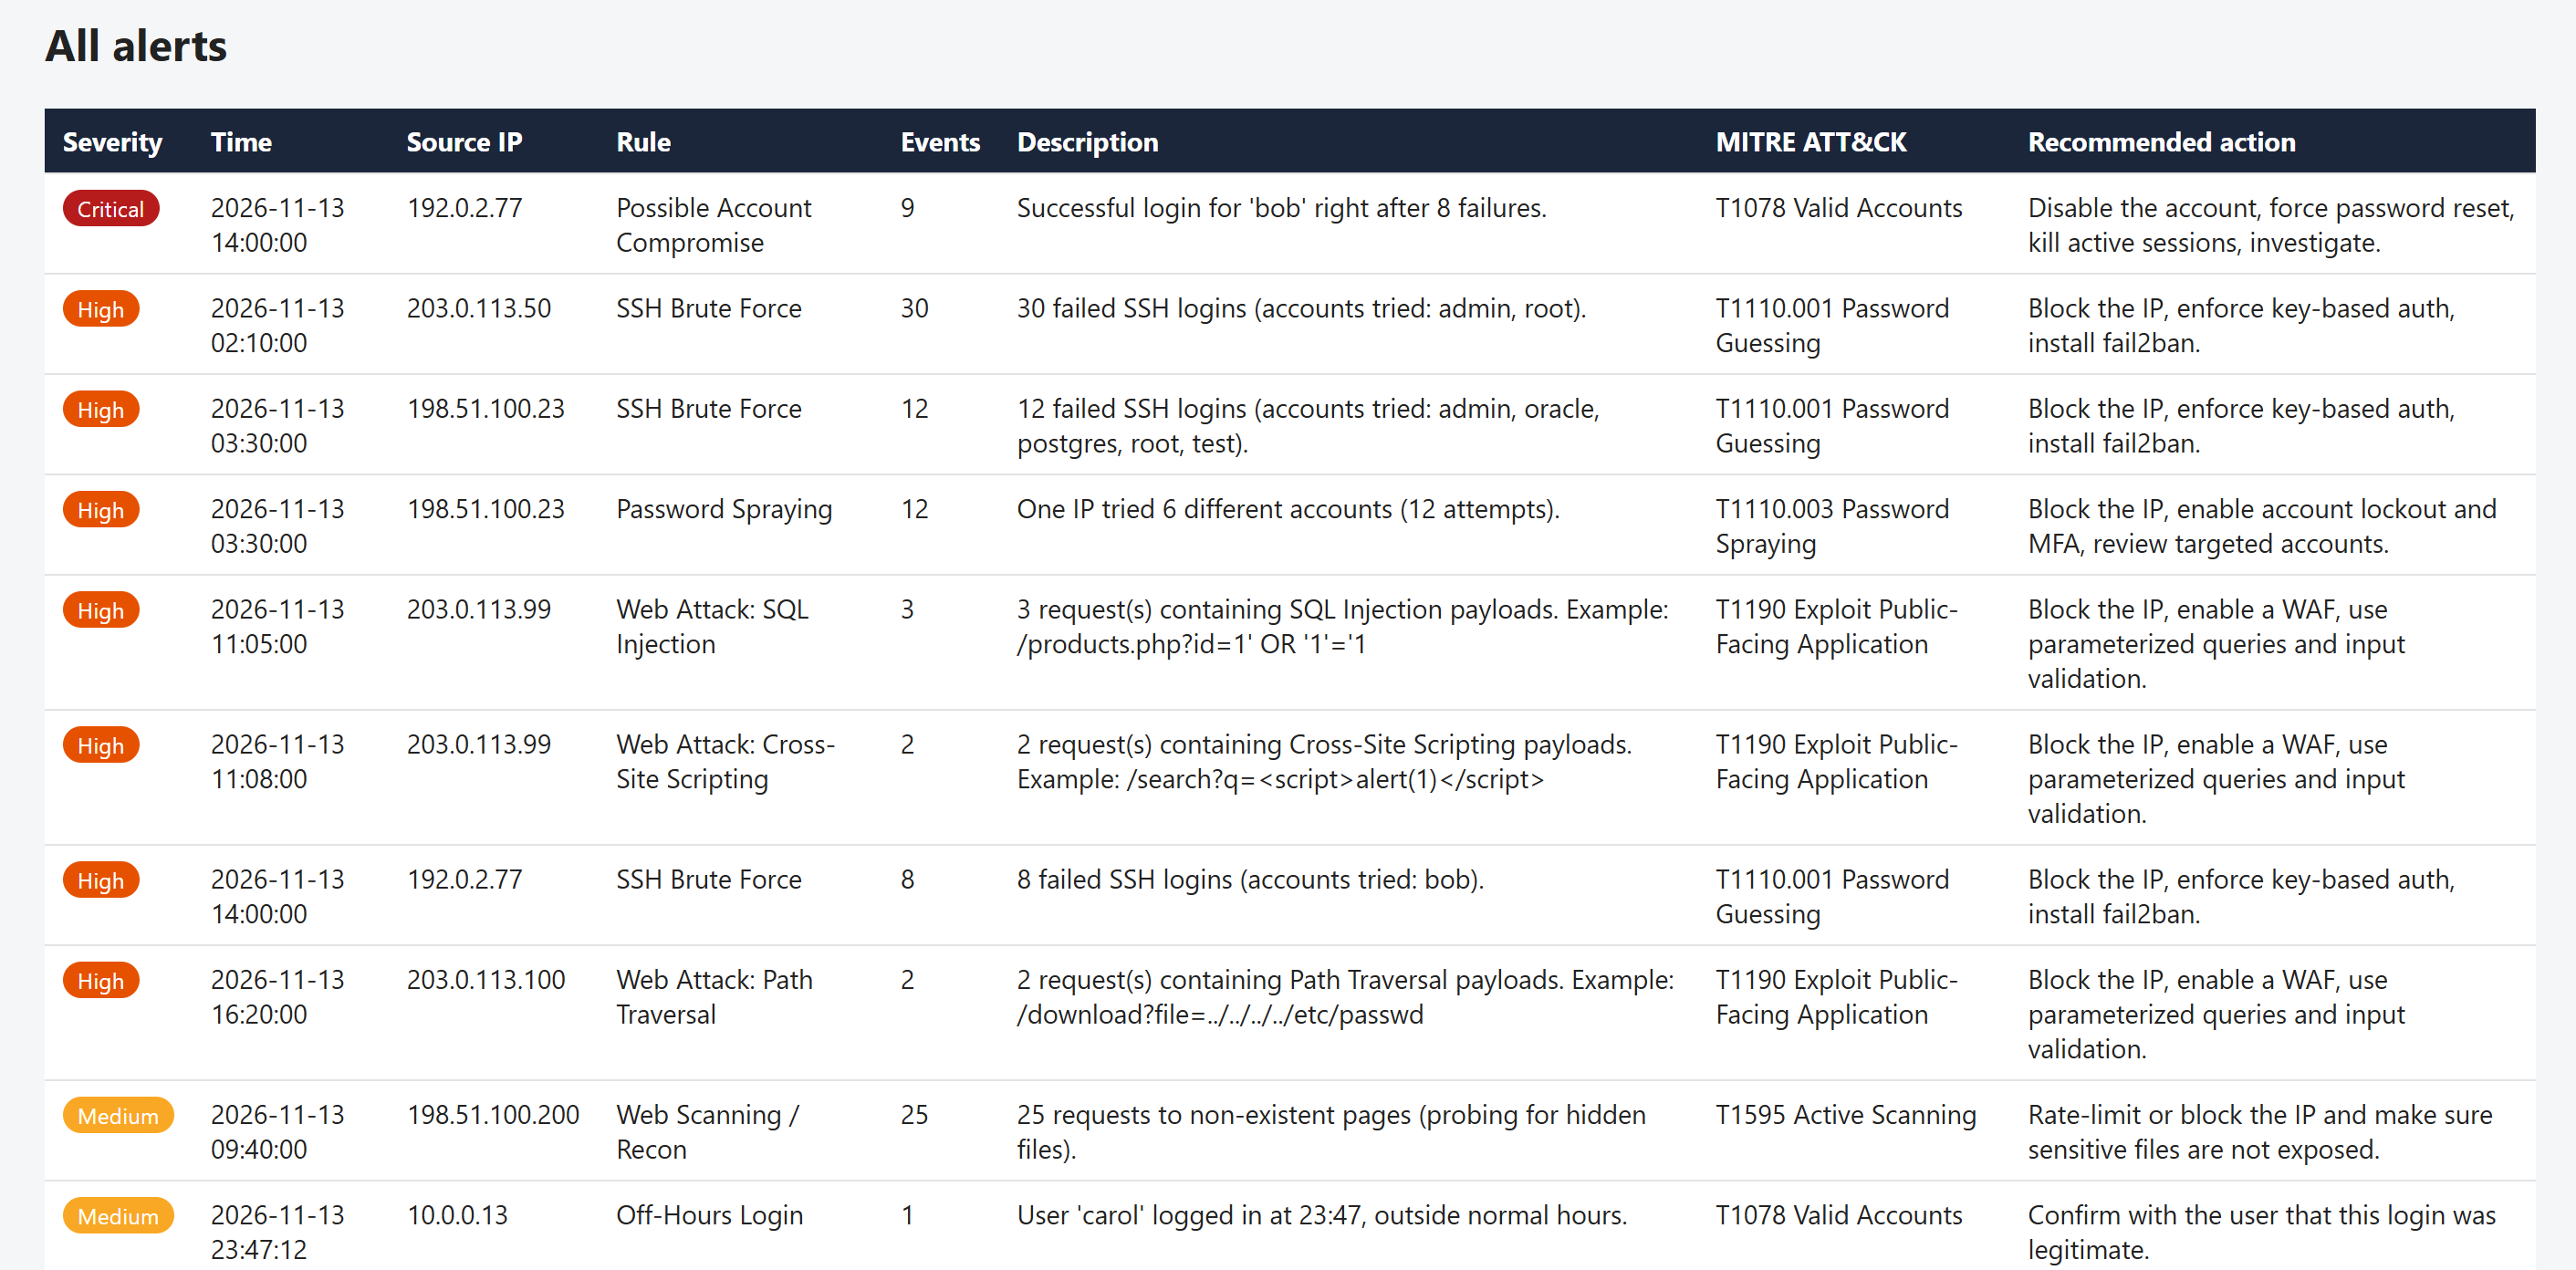 All alerts
Severity Time Source IP Rule Events Description MITRE ATT&CK Recommended action
Critical 2026-11-13 192.0.2.77 Possible Account 9 Successful login for 'bob' right after 8 failures. T1078 Valid Accounts Disable the account, force password reset,
14:00:00 Compromise kill active sessions, investigate.
High 2026-11-13 203.0.113.50 SSH Brute Force 30 30 failed SSH logins (accounts tried: admin, root). T1110.001 Password Block the IP, enforce key-based auth,
02:10:00 Guessing install fail2ban.
High 2026-11-13 198.51.100.23 SSH Brute Force 12 12 failed SSH logins (accounts tried: admin, oracle, T1110.001 Password Block the IP, enforce key-based auth,
03:30:00 postgres, root, test). Guessing install fail2ban.
High 2026-11-13 198.51.100.23 Password Spraying 12 One IP tried 6 different accounts (12 attempts). T1110.003 Password Block the IP, enable account lockout and
03:30:00 Spraying MFA, review targeted accounts.
High 2026-11-13 203.0.113.99 Web Attack: SQL 3 3 request(s) containing SQL Injection payloads. Example: T1190 Exploit Public- Block the IP, enable a WAF, use
11:05:00 Injection /products.php?id=1' OR '1'='1 Facing Application parameterized queries and input
validation.
High 2026-11-13 203.0.113.99 Web Attack: Cross- 2 2 request(s) containing Cross-Site Scripting payloads. T1190 Exploit Public- Block the IP, enable a WAF, use
11:08:00 Site Scripting Example: /search?q=<script>alert(1)</script> Facing Application parameterized queries and input
validation.
High 2026-11-13 192.0.2.77 SSH Brute Force 8 8 failed SSH logins (accounts tried: bob). T1110.001 Password Block the IP, enforce key-based auth,
14:00:00 Guessing install fail2ban.
High 2026-11-13 203.0.113.100 Web Attack: Path 2 2 request(s) containing Path Traversal payloads. Example: T1190 Exploit Public- Block the IP, enable a WAF, use
16:20:00 Traversal /download?file=../../../../etc/passwd Facing Application parameterized queries and input
validation.
Medium 2026-11-13 198.51.100.200 Web Scanning / 25 25 requests to non-existent pages (probing for hidden T1595 Active Scanning Rate-limit or block the IP and make sure
09:40:00 Recon files). sensitive files are not exposed.
Medium 2026-11-13 10.0.0.13 Off-Hours Login 1 User 'carol' logged in at 23:47, outside normal hours. T1078 Valid Accounts Confirm with the user that this login was
23:47:12 legitimate.